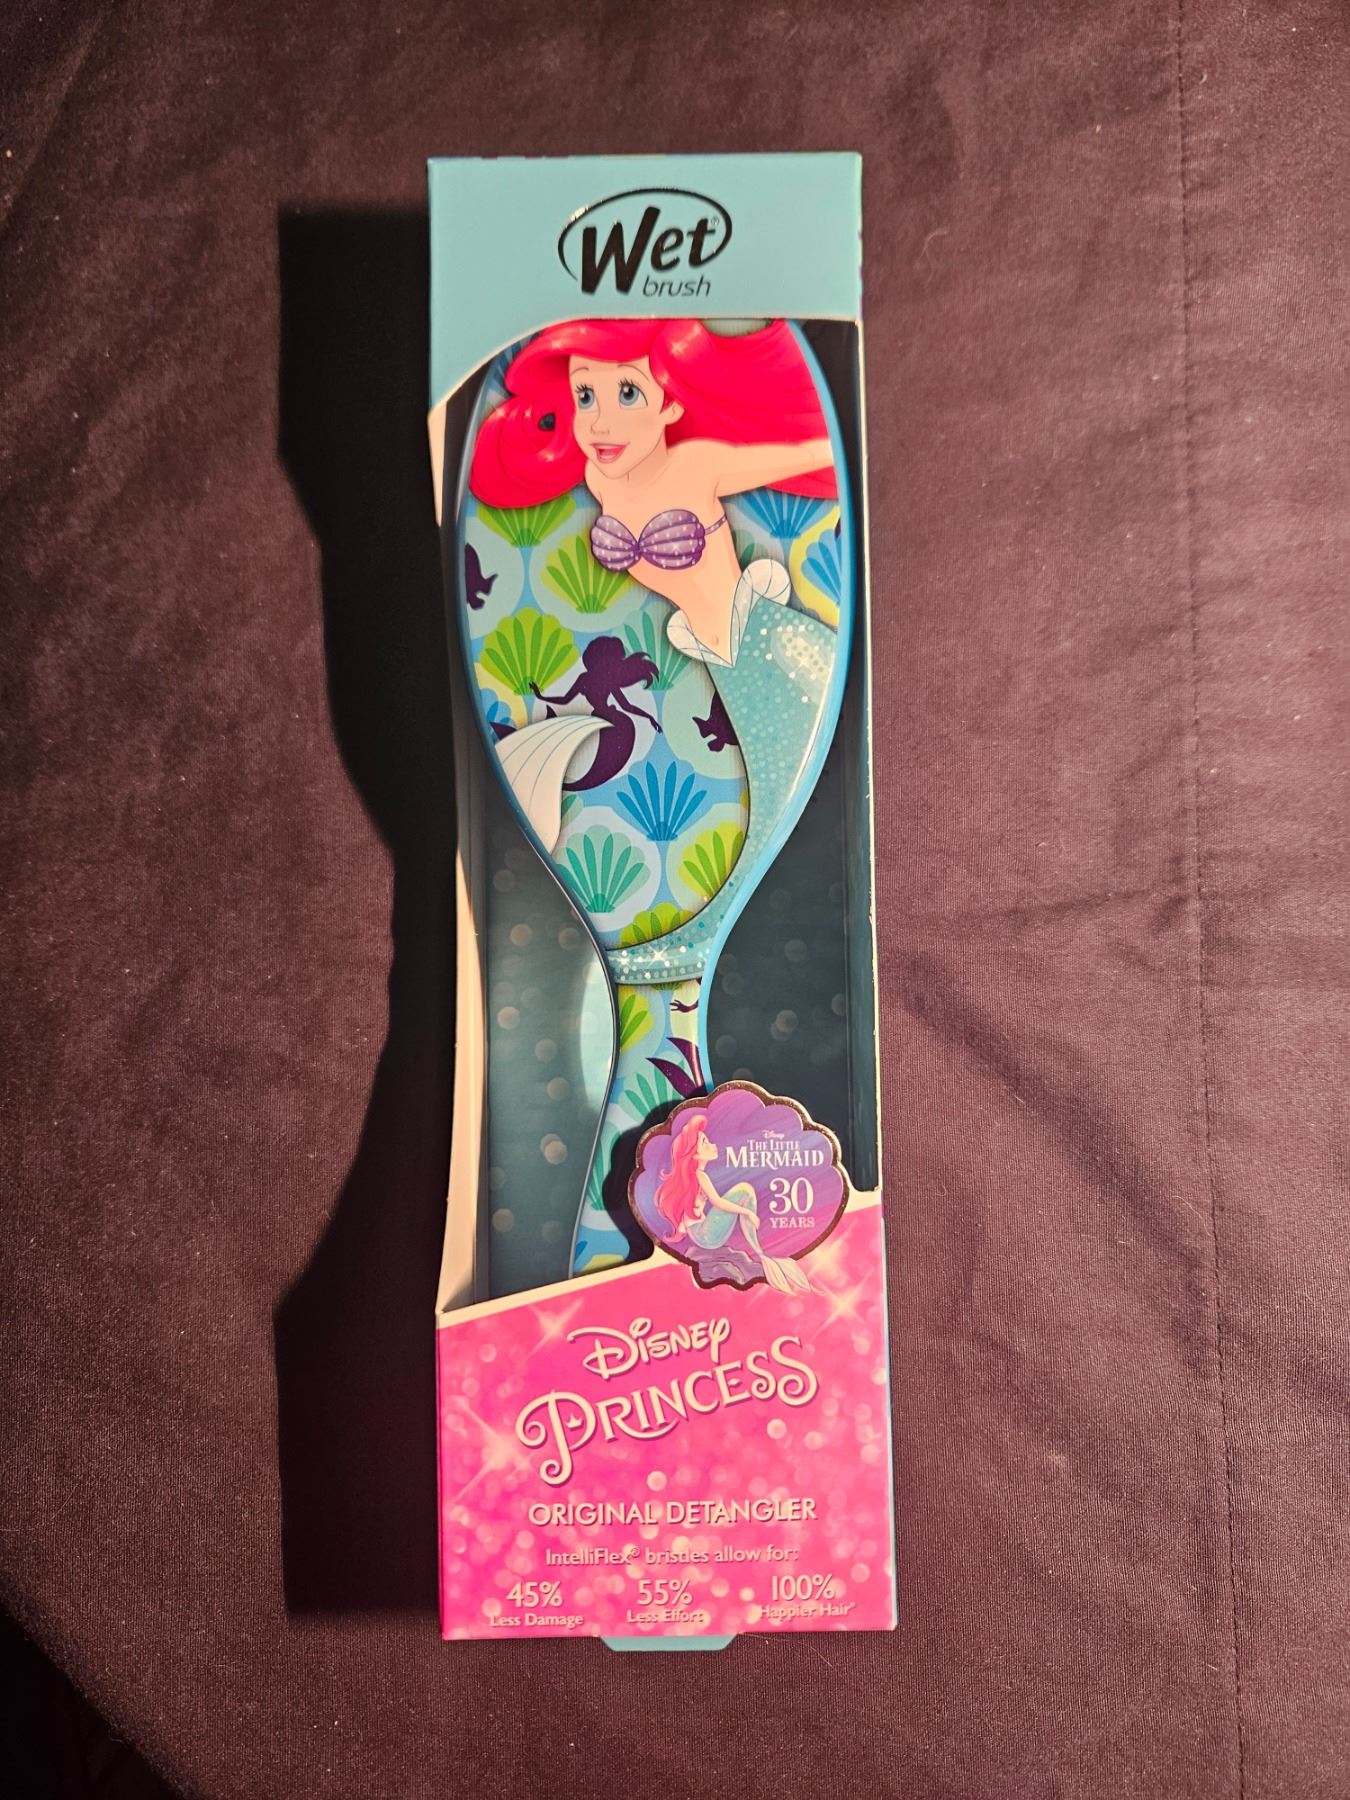 Wet®
brush
Disney
THE LITTLE
MERMAID
30
YEARS
DISNEY
PRINCESS
ORIGINAL DETANGLER
IntelliFlex® bristles allow for:
45% 55% 100%
Less Damage Less Effort Happier Hair*